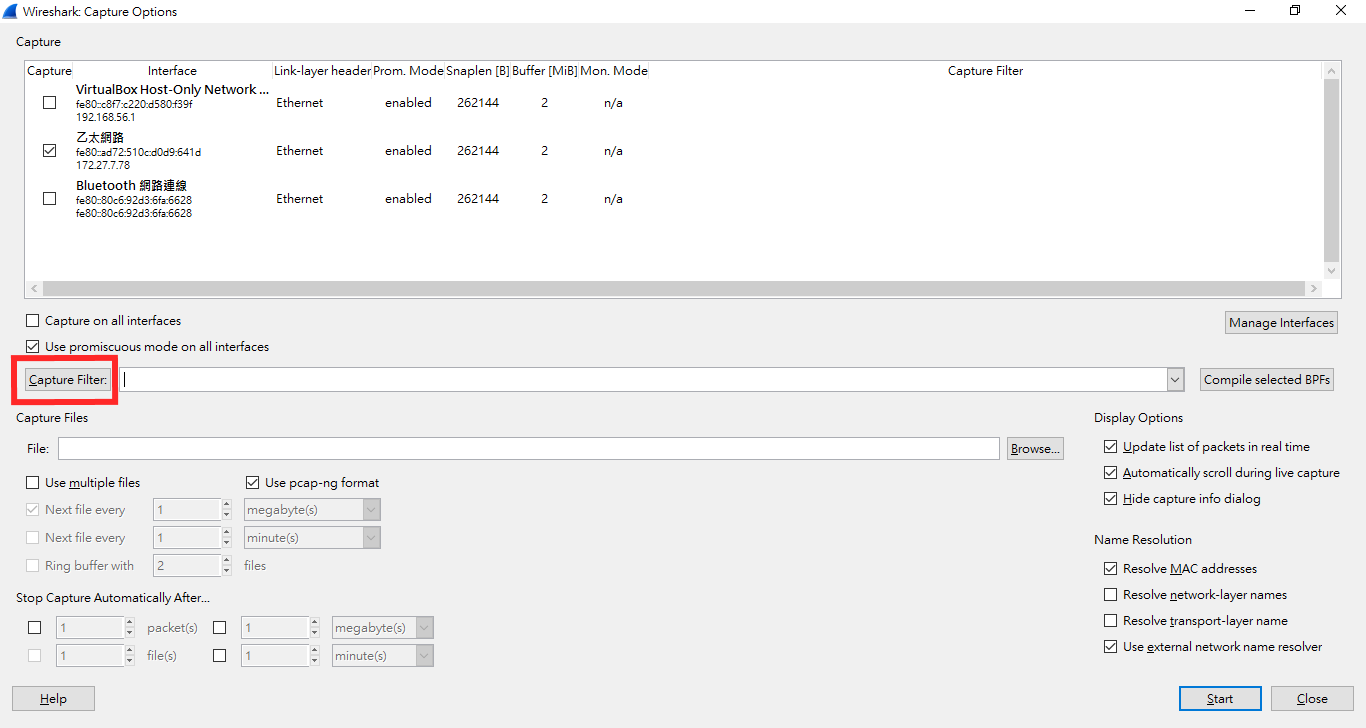 Wireshark: Capture Options
Capture
Capture Interface Link-layer header Prom. Mode Snaplen [B] Buffer [MiB] Mon. Mode Capture Filter
VirtualBox Host-Only Network ...
fe80::c8f7:c220:d580:f39f
192.168.56.1
Ethernet enabled 262144 2 n/a
乙太網路
fe80::ad72:510c:d0d9:641d
172.27.7.78
Ethernet enabled 262144 2 n/a
Bluetooth 網路連線
fe80::80c6:92d3:6fa:6628
fe80::80c6:92d3:6fa:6628
Ethernet enabled 262144 2 n/a
Capture on all interfaces
Manage Interfaces
Use promiscuous mode on all interfaces
Capture Filter:
Compile selected BPFs
Capture Files
File:
Browse...
Use multiple files
Use pcap-ng format
Next file every 1 megabyte(s)
Next file every 1 minute(s)
Ring buffer with 2 files
Stop Capture Automatically After...
1 packet(s) 1 megabyte(s)
1 file(s) 1 minute(s)
Display Options
Update list of packets in real time
Automatically scroll during live capture
Hide capture info dialog
Name Resolution
Resolve MAC addresses
Resolve network-layer names
Resolve transport-layer name
Use external network name resolver
Help
Start
Close